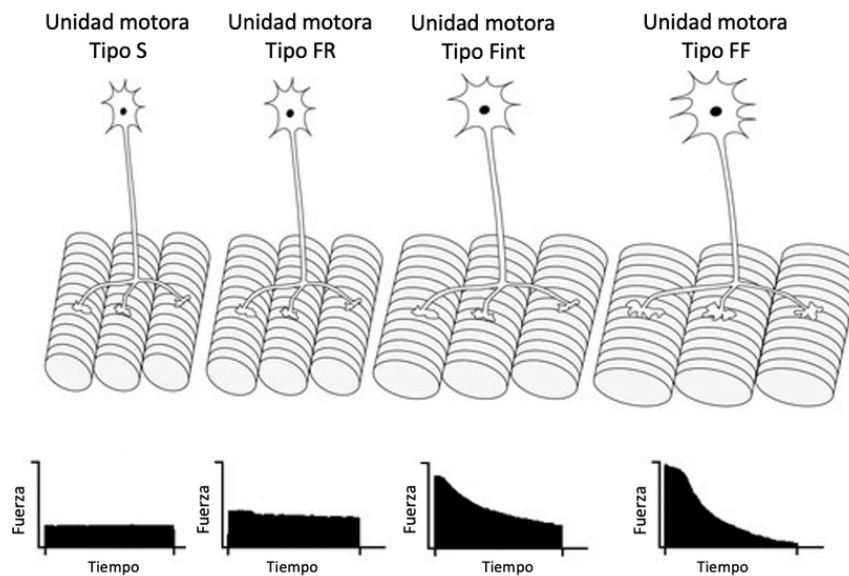 Unidad motora
Tipo S
Unidad motora
Tipo FR
Unidad motora
Tipo Fint
Unidad motora
Tipo FF
Fuerza
Tiempo
Fuerza
Tiempo
Fuerza
Tiempo
Fuerza
Tiempo